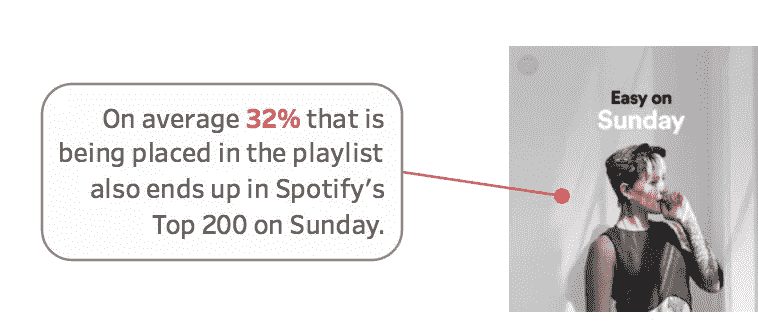 On average 32% that is
being placed in the playlist
also ends up in Spotify’s
Top 200 on Sunday.
Easy on
Sunday